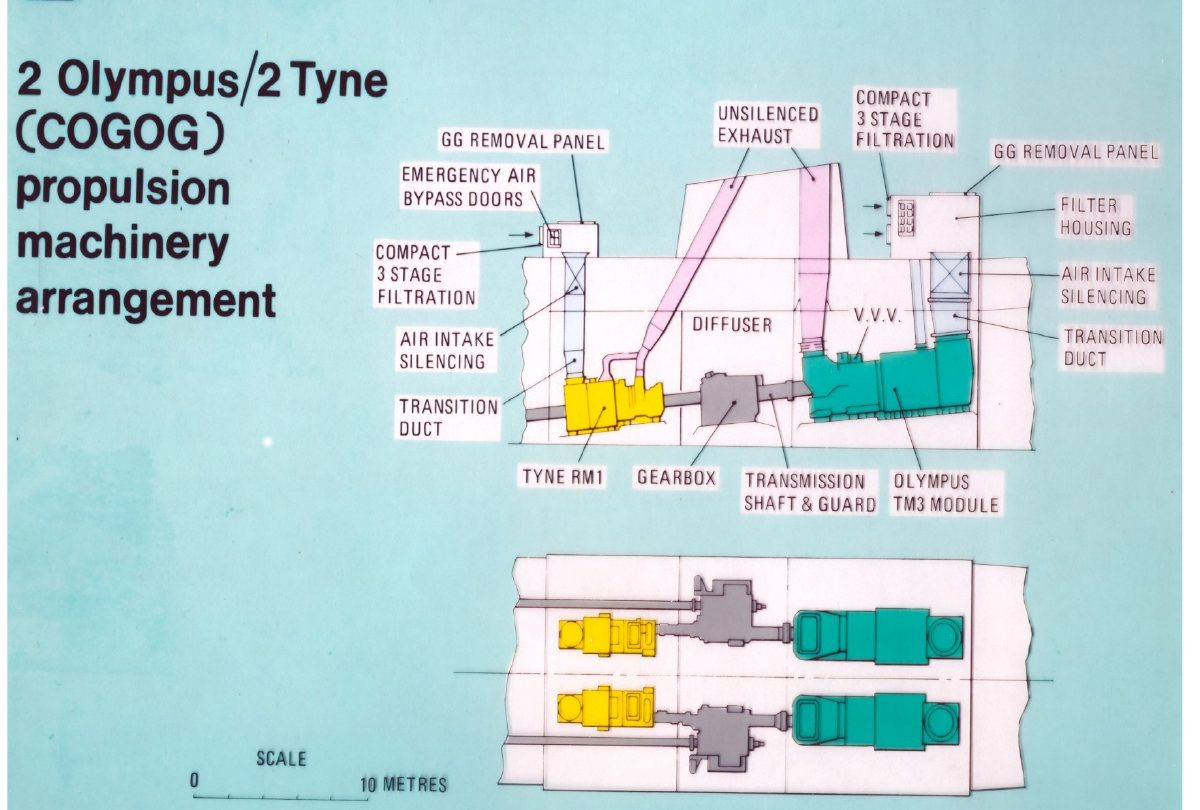 2 Olympus/2 Tyne
(COGOG)
propulsion
machinery
arrangement
GG REMOVAL PANEL
EMERGENCY AIR
BYPASS DOORS
COMPACT
3 STAGE
FILTRATION
AIR INTAKE
SILENCING
TRANSITION
DUCT
UNSILENCED
EXHAUST
COMPACT
3 STAGE
FILTRATION
GG REMOVAL PANEL
FILTER
HOUSING
AIR INTAKE
SILENCING
TRANSITION
DUCT
DIFFUSER
V.V.V.
TYNE RM1
GEARBOX
TRANSMISSION
SHAFT & GUARD
OLYMPUS
TM3 MODULE
SCALE
0
10 METRES